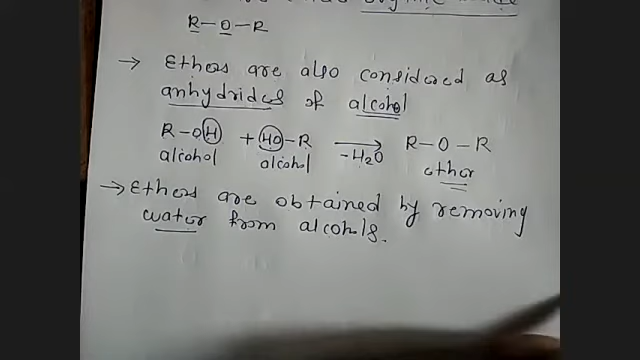 R-O-R
→ Ethers are also considered as
anhydrides of alcohol
R-OH + HO-R → R-O-R
-H2O
alcohol alcohol ether
→ Ethers are obtained by removing
water from alcohols.